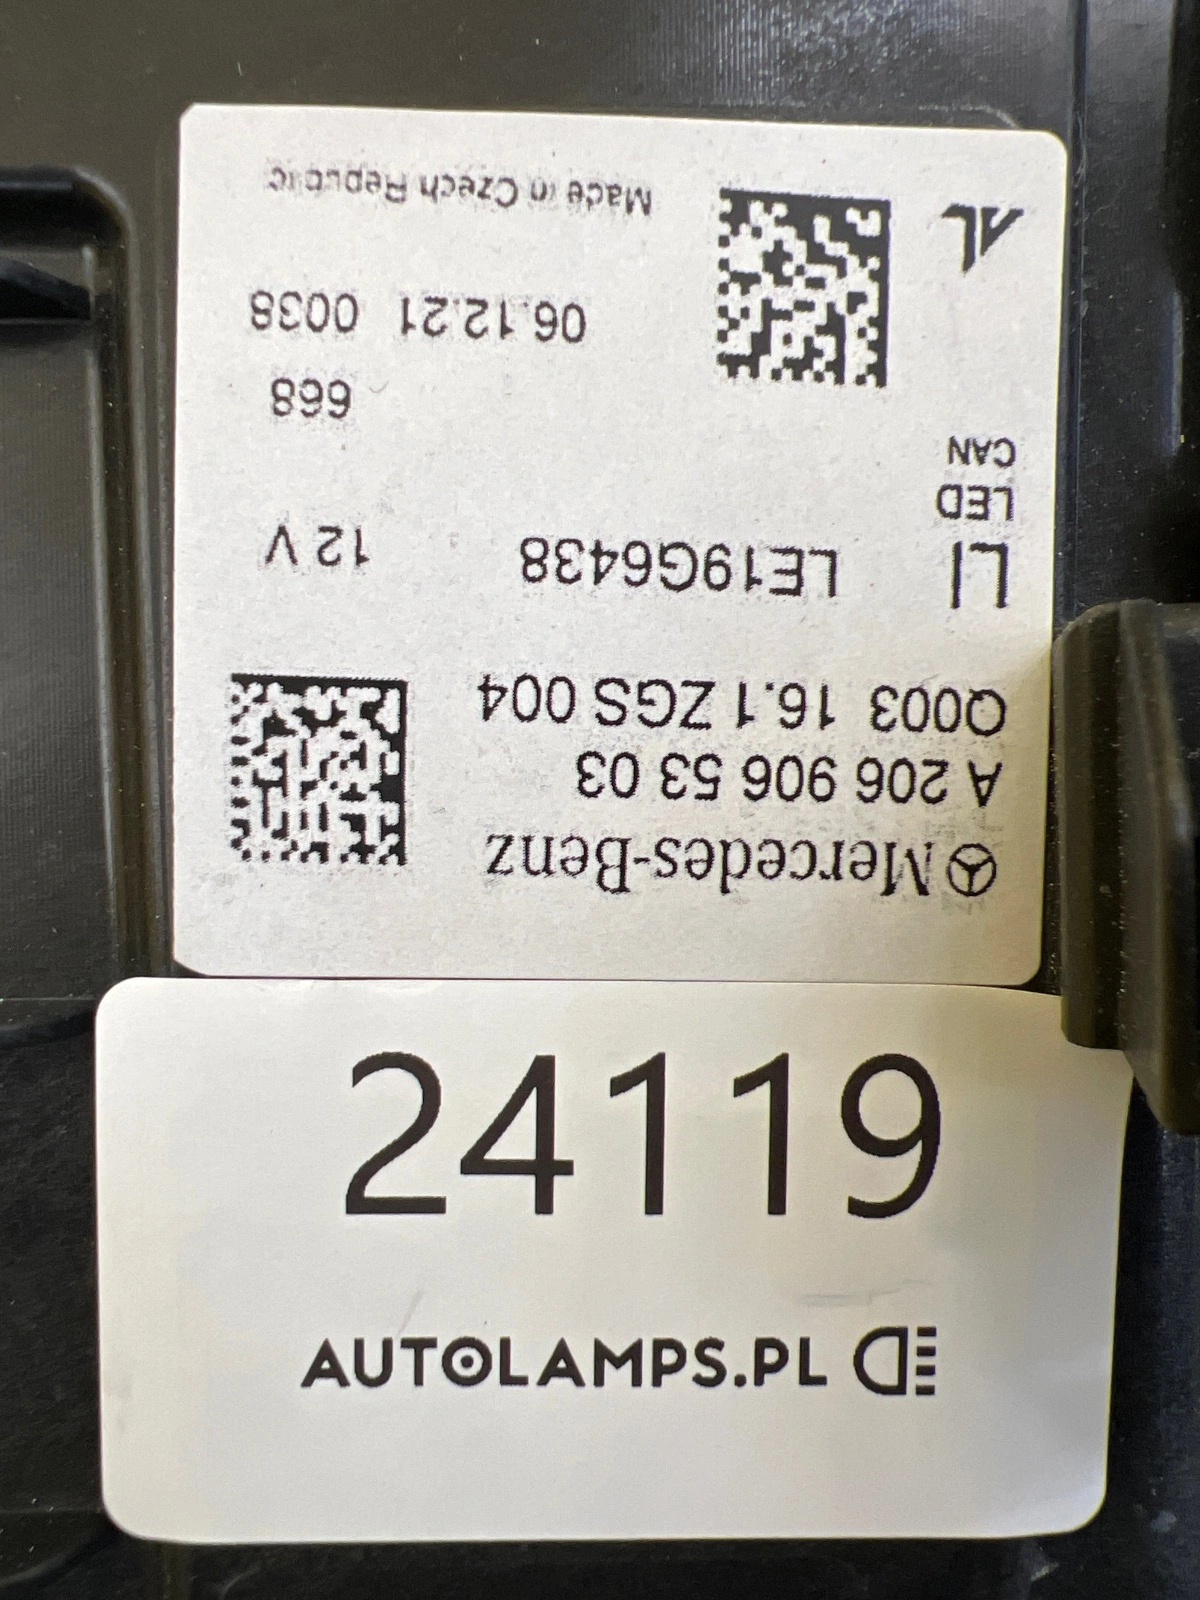 Mercedes-Benz
A 206 906 53 03
Q003 16.1 ZGS 004
LI LE19G6438 12 V
LED
CAN
668
06.12.21 0038
Made in Czech Republic
AL
24119
AUTOLAMPS.PL